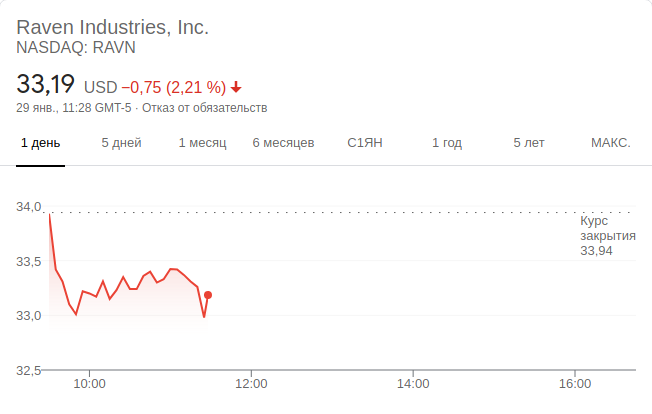 Raven Industries, Inc.
NASDAQ: RAVN
33,19 USD −0,75 (2,21 %)
29 янв., 11:28 GMT-5 · Отказ от обязательств
1 день 5 дней 1 месяц 6 месяцев С1ЯН 1 год 5 лет МАКС.
34,0
Курс
закрытия
33,94
33,5
33,0
32,5
10:00 12:00 14:00 16:00